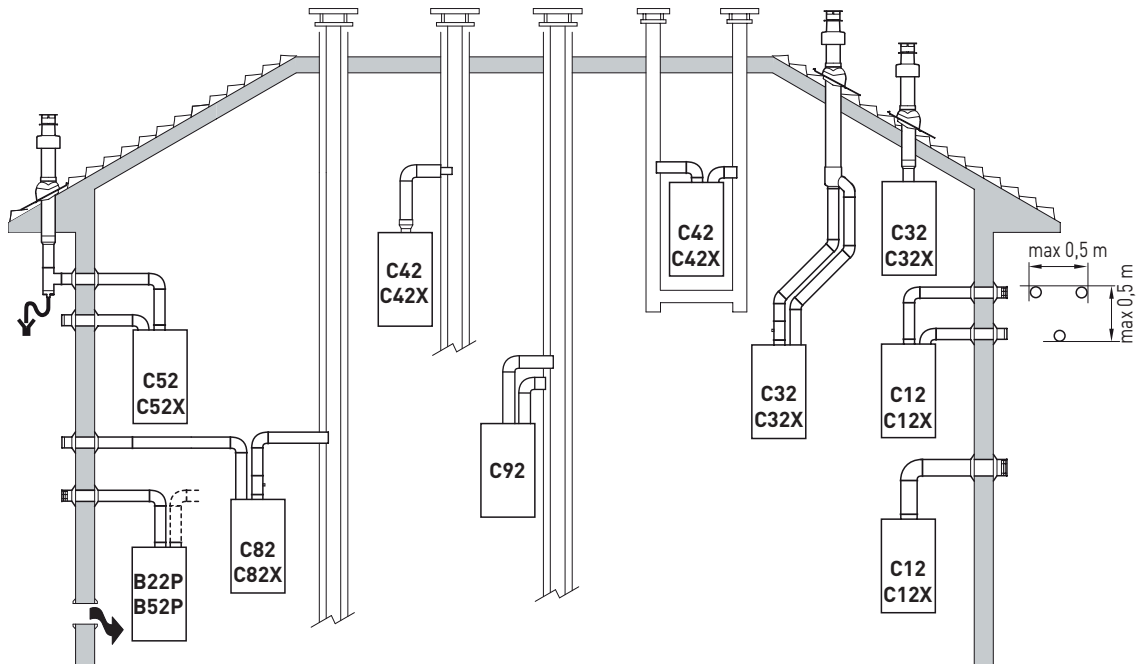 C42
C42X
C42
C42X
C32
C32X
max 0,5 m
max 0,5 m
C52
C52X
C32
C32X
C12
C12X
C92
C82
C82X
B22P
B52P
C12
C12X